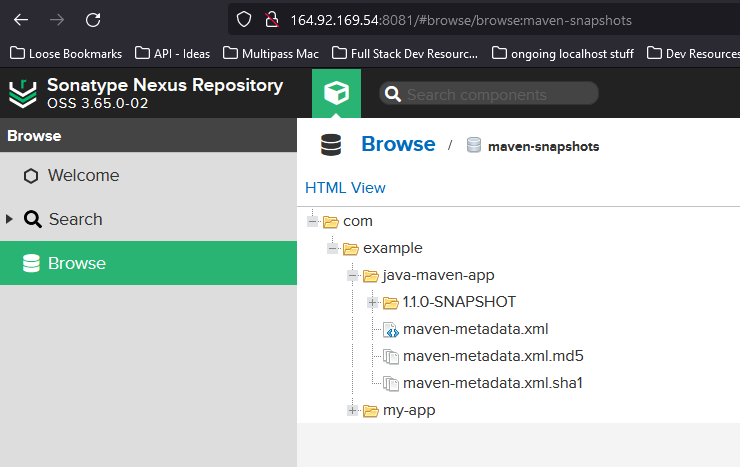 164.92.169.54:8081/#browse/browse:maven-snapshots
Loose Bookmarks API - Ideas Multipass Mac Full Stack Dev Resourc... ongoing localhost stuff Dev Resources
Sonatype Nexus Repository
OSS 3.65.0-02
Search components
Browse
Welcome
Search
Browse
Browse / maven-snapshots
HTML View
com
example
java-maven-app
1.1.0-SNAPSHOT
maven-metadata.xml
maven-metadata.xml.md5
maven-metadata.xml.sha1
my-app